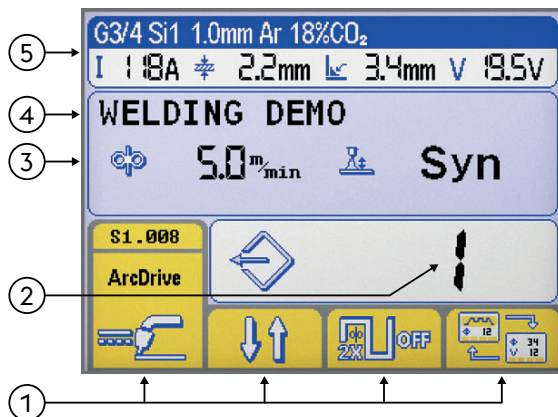 G3/4 Si1 1.0mm Ar 18%CO₂
5
I 118A 2.2mm 3.4mm V 19.5V
4
WELDING DEMO
3
5.0 m/min Syn
S1.008
ArcDrive
2
1
2X OFF
12
34
V 12
1